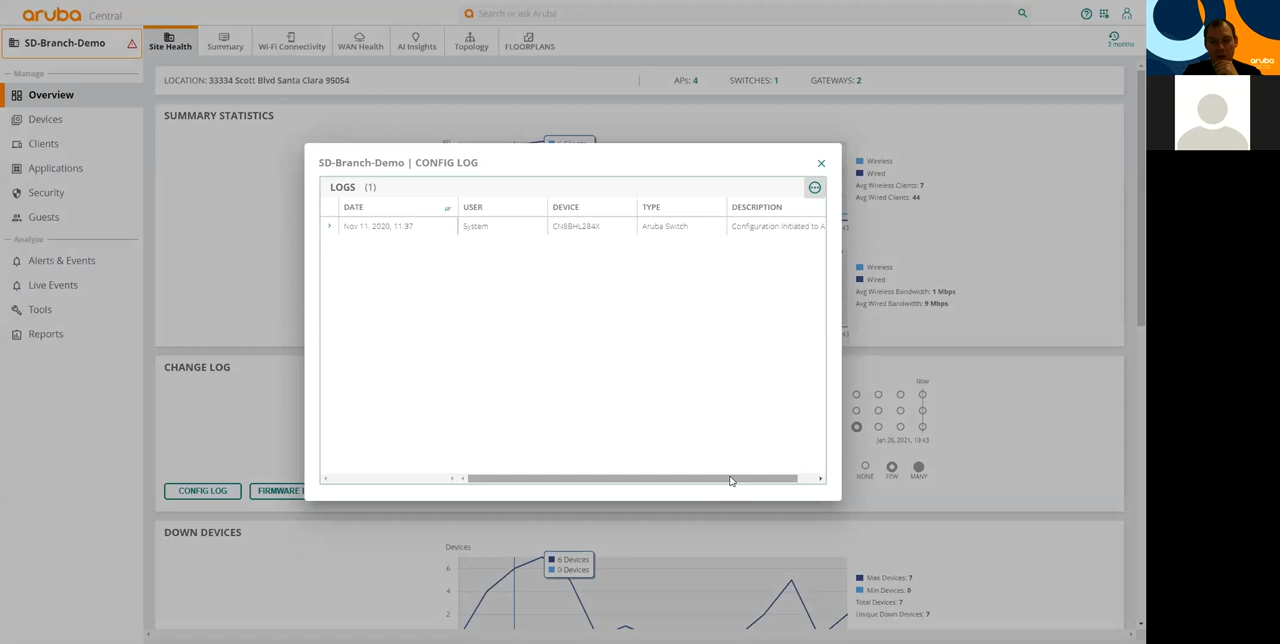 aruba Central
Search or ask Aruba
SD-Branch-Demo
Site Health
Summary
Wi-Fi Connectivity
WAN Health
AI Insights
Topology
FLOORPLANS
3 months
Manage
Overview
Devices
Clients
Applications
Security
Guests
Analyze
Alerts & Events
Live Events
Tools
Reports
LOCATION: 33334 Scott Blvd Santa Clara 95054
APs: 4
SWITCHES: 1
GATEWAYS: 2
SUMMARY STATISTICS
Wireless
Wired
Avg Wireless Clients: 7
Avg Wired Clients: 44
Wireless
Wired
Avg Wireless Bandwidth: 1 Mbps
Avg Wired Bandwidth: 9 Mbps
SD-Branch-Demo | CONFIG LOG
LOGS (1)
DATE USER DEVICE TYPE DESCRIPTION
Nov 11, 2020, 11:37 System CN8BHL284X Aruba Switch Configuration initiated to A
CHANGE LOG
Now
Jan 26, 2021, 19:43
NONE FEW MANY
CONFIG LOG
FIRMWARE
DOWN DEVICES
Devices
6
4
2
6 Devices
0 Devices
Max Devices: 7
Min Devices: 0
Total Devices: 7
Unique Down Devices: 7
aruba